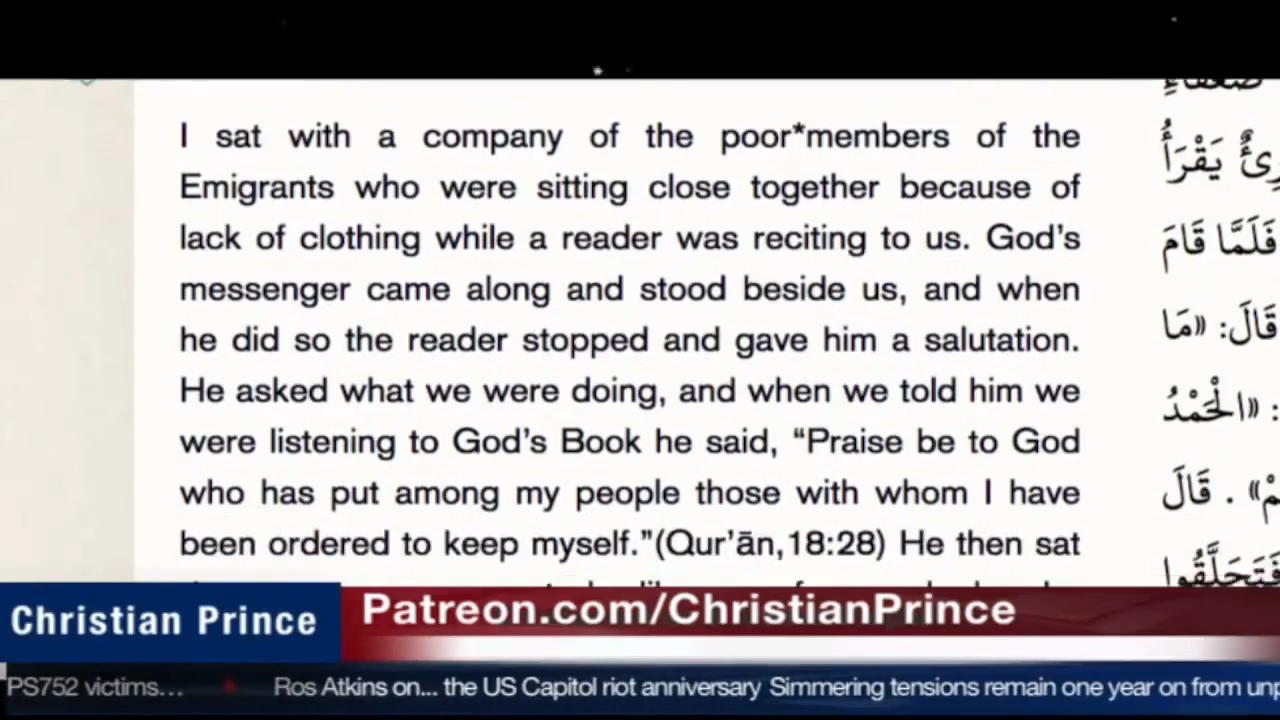 I sat with a company of the poor*members of the
Emigrants who were sitting close together because of
lack of clothing while a reader was reciting to us. God's
messenger came along and stood beside us, and when
he did so the reader stopped and gave him a salutation.
He asked what we were doing, and when we told him we
were listening to God's Book he said, “Praise be to God
who has put among my people those with whom I have
been ordered to keep myself.”(Qur’ān,18:28) He then sat
يَقْرَأُ
فَلَمَّا قَامَ
قَالَ: «مَا
: «الْحَمْدُ
. قَالَ
فَتَحَلَّقُوا
Christian Prince
Patreon.com/ChristianPrince
PS752 victims... Ros Atkins on... the US Capitol riot anniversary Simmering tensions remain one year on from